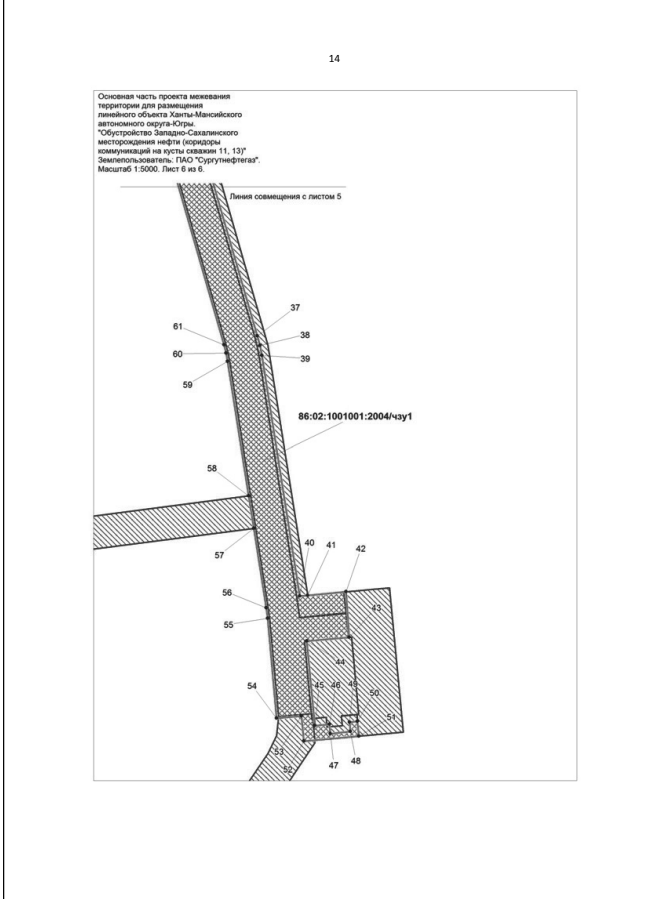 14
Основная часть проекта межевания
территории для размещения
линейного объекта Ханты-Мансийского
автономного округа-Югры.
"Обустройство Западно-Сахалинского
месторождения нефти (коридоры
коммуникаций на кусты скважин 11, 13)"
Землепользователь: ПАО "Сургутнефтегаз".
Масштаб 1:5000. Лист 6 из 6.
Линия совмещения с листом 5
37
61
38
60
39
59
86:02:1001001:2004/чзу1
58
57
40
41
42
56
43
55
44
54
45
46
49
50
51
53
47
48
52